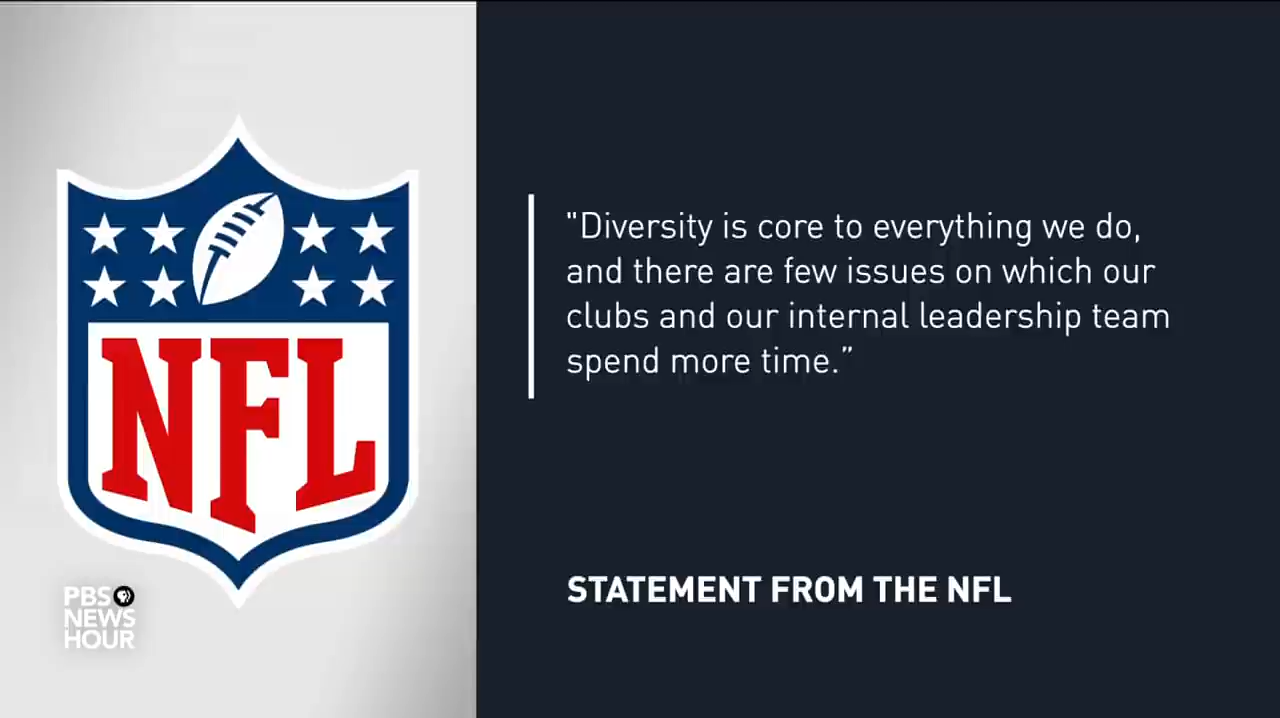 NFL
"Diversity is core to everything we do,
and there are few issues on which our
clubs and our internal leadership team
spend more time.”
STATEMENT FROM THE NFL
PBS
NEWS
HOUR